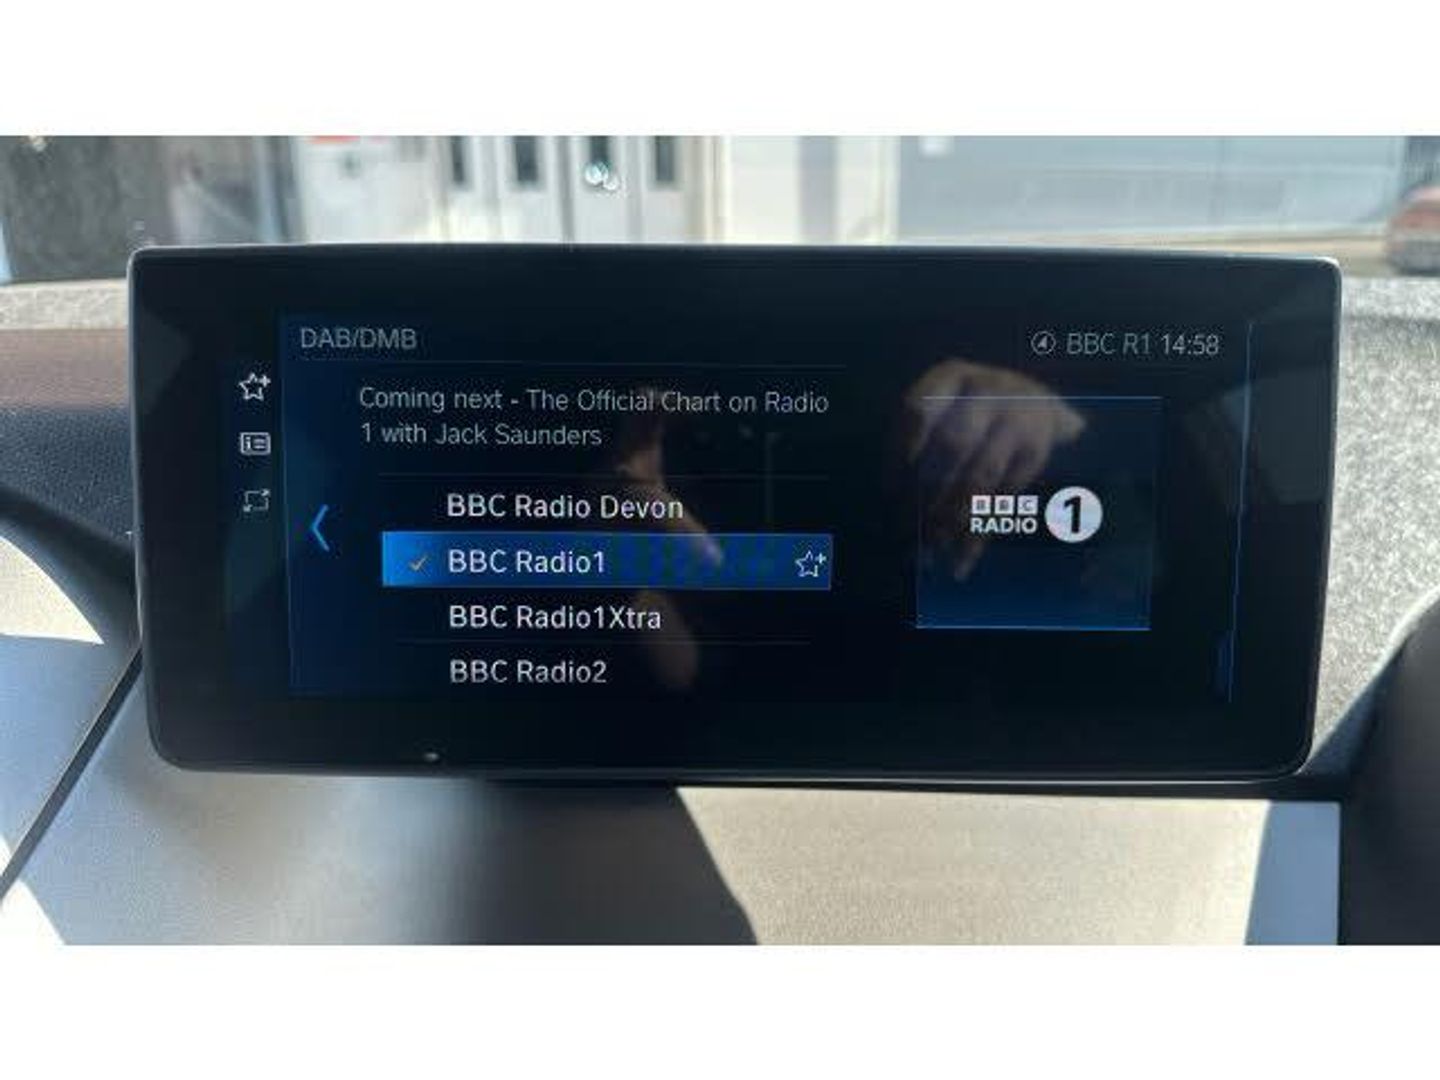 DAB/DMB
BBC R1 14:58
Coming next - The Official Chart on Radio
1 with Jack Saunders
BBC Radio Devon
BBC Radio1
BBC Radio1Xtra
BBC Radio2
BBC
RADIO 1